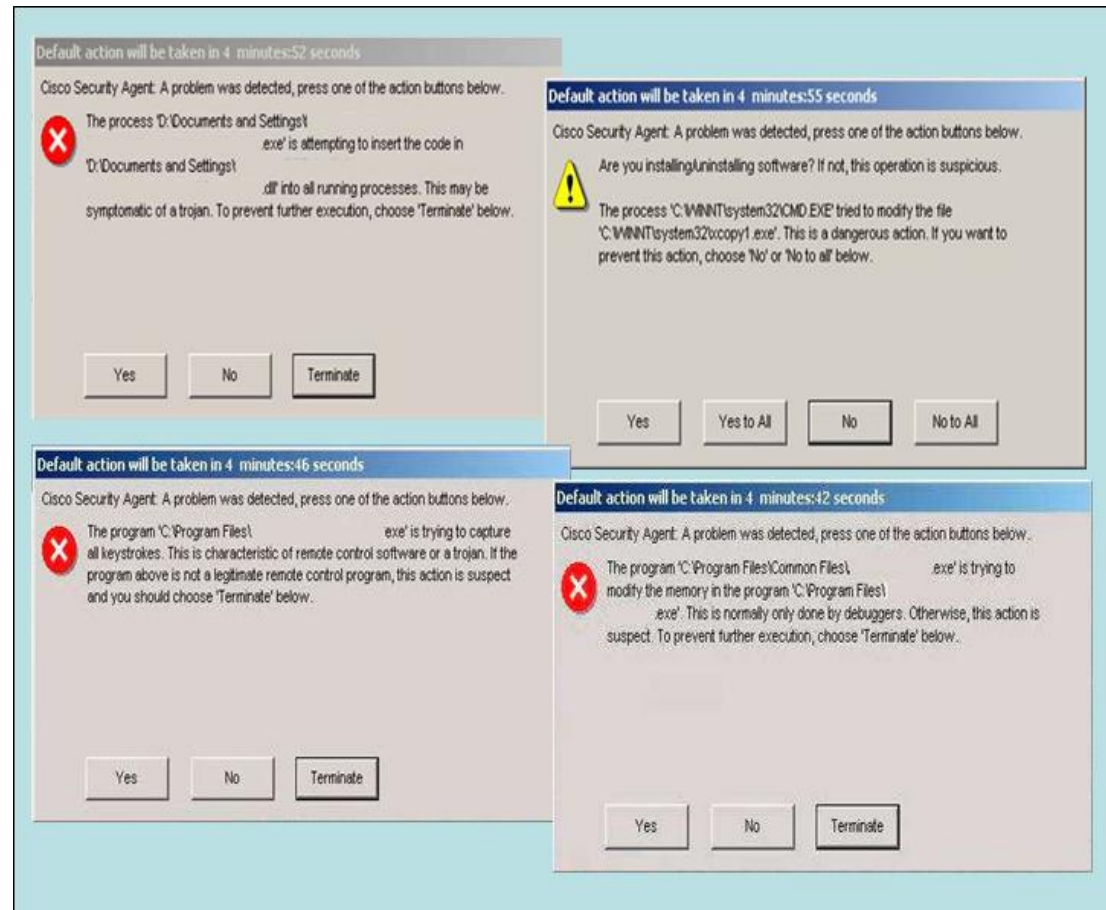 Default action will be taken in 4 minutes:52 seconds
Cisco Security Agent: A problem was detected, press one of the action buttons below.
The process 'D:\Documents and Settings\
.exe' is attempting to insert the code in
'D:\Documents and Settings\
.dll' into all running processes. This may be
symptomatic of a trojan. To prevent further execution, choose 'Terminate' below.
Yes
No
Terminate
Default action will be taken in 4 minutes:55 seconds
Cisco Security Agent: A problem was detected, press one of the action buttons below.
Are you installing/uninstalling software? If not, this operation is suspicious.
The process 'C:\WINNT\system32\CMD.EXE' tried to modify the file
'C:\WINNT\system32\xcopy1.exe'. This is a dangerous action. If you want to
prevent this action, choose 'No' or 'No to all' below.
Yes
Yes to All
No
No to All
Default action will be taken in 4 minutes:46 seconds
Cisco Security Agent: A problem was detected, press one of the action buttons below.
The program 'C:\Program Files\ exe' is trying to capture
all keystrokes. This is characteristic of remote control software or a trojan. If the
program above is not a legitimate remote control program, this action is suspect
and you should choose 'Terminate' below.
Yes
No
Terminate
Default action will be taken in 4 minutes:42 seconds
Cisco Security Agent: A problem was detected, press one of the action buttons below.
The program 'C:\Program Files\Common Files\ .exe' is trying to
modify the memory in the program 'C:\Program Files\
.exe'. This is normally only done by debuggers. Otherwise, this action is
suspect. To prevent further execution, choose 'Terminate' below.
Yes
No
Terminate